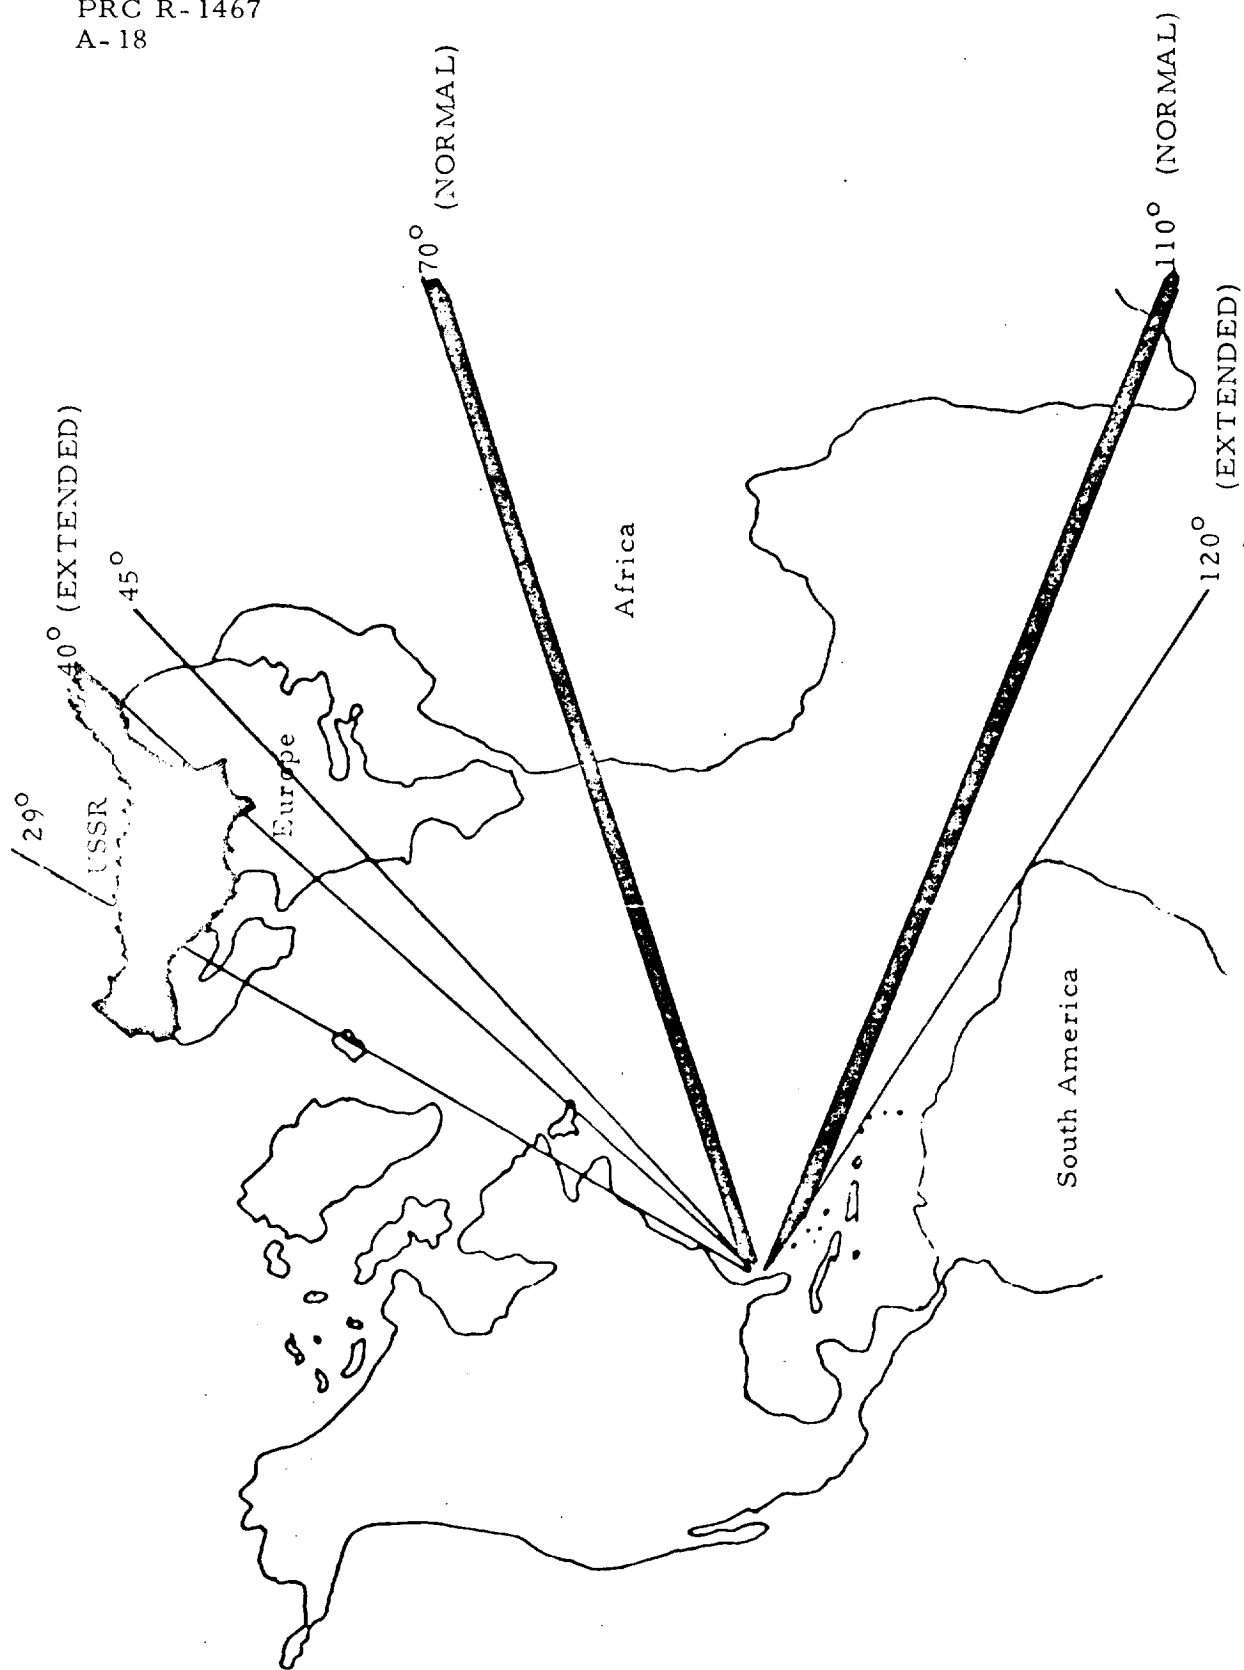 PRC R-1467
A-18
29°
USSR
40° (EXTENDED)
45°
Europe
70° (NORMAL)
Africa
110° (NORMAL)
120°
(EXTENDED)
South America